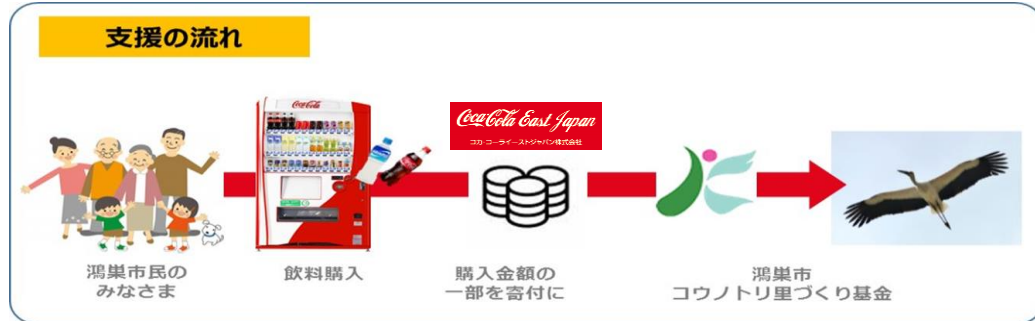 支援の流れ
Coca-Cola
Coca-Cola East Japan
コカ·コーライーストジャパン株式会社
鴻巣市民の
みなさま
飲料購入
購入金額の
一部を寄付に
鴻巣市
コウノトリ里づくり基金